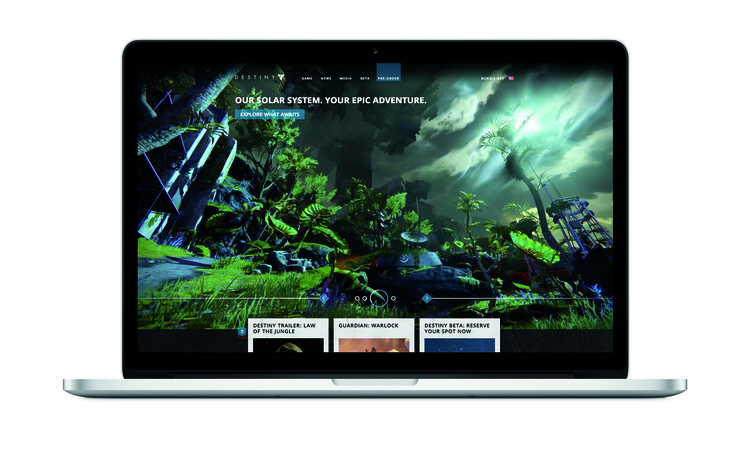 DESTINY
GAME NEWS MEDIA BETA PRE-ORDER
BUNGIE.NET
OUR SOLAR SYSTEM. YOUR EPIC ADVENTURE.
EXPLORE WHAT AWAITS
DESTINY TRAILER: LAW
OF THE JUNGLE
GUARDIAN: WARLOCK
DESTINY BETA: RESERVE
YOUR SPOT NOW